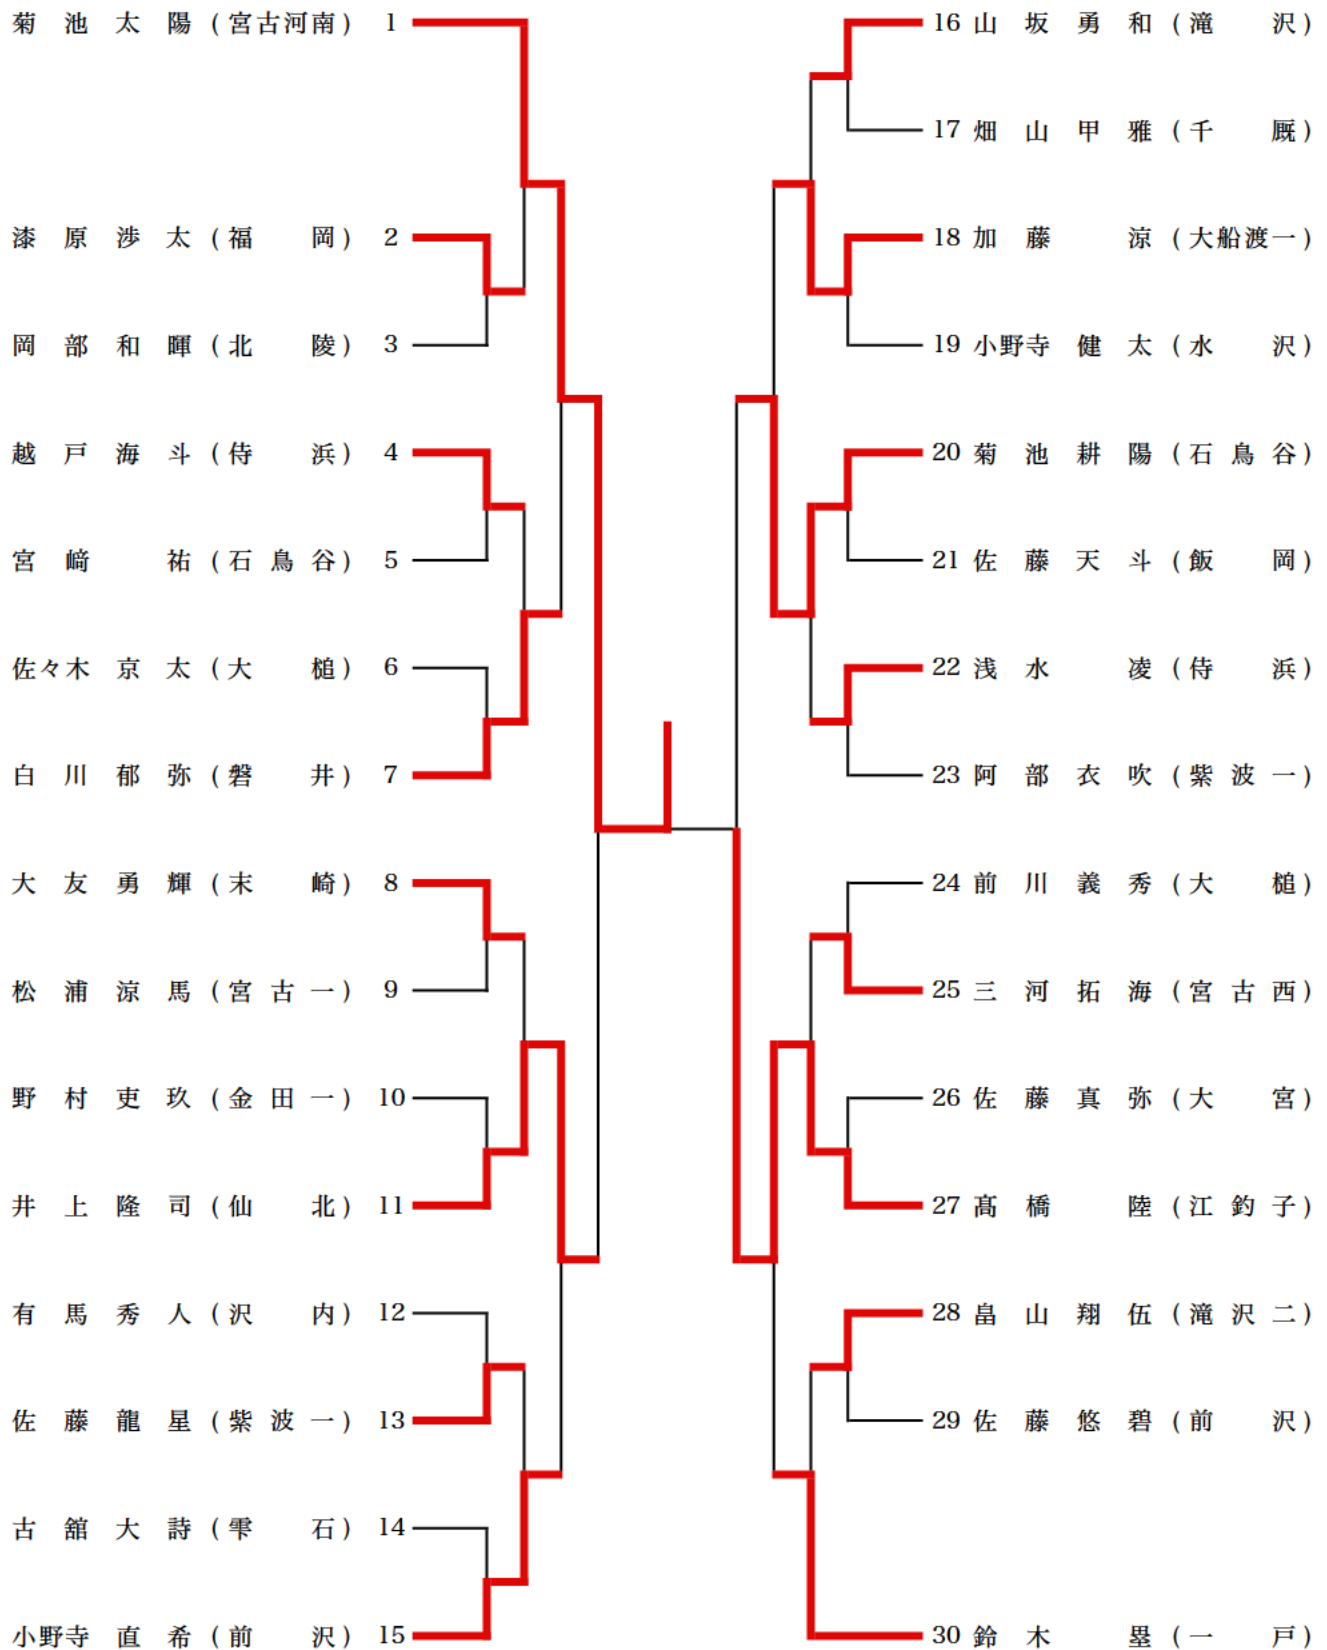 菊池太陽(宮古河南) 1
漆原渉太(福岡) 2
岡部和暉(北陵) 3
越戸海斗(侍浜) 4
宮﨑祐(石鳥谷) 5
佐々木京太(大槌) 6
白川郁弥(磐井) 7
大友勇輝(末崎) 8
松浦涼馬(宮古一) 9
野村吏玖(金田一) 10
井上隆司(仙北) 11
有馬秀人(沢内) 12
佐藤龍星(紫波一) 13
古舘大詩(雫石) 14
小野寺直希(前沢) 15
16 山坂勇和(滝沢)
17 畑山甲雅(千厩)
18 加藤涼(大船渡一)
19 小野寺健太(水沢)
20 菊池耕陽(石鳥谷)
21 佐藤天斗(飯岡)
22 浅水凌(侍浜)
23 阿部衣吹(紫波一)
24 前川義秀(大槌)
25 三河拓海(宮古西)
26 佐藤真弥(大宮)
27 髙橋陸(江釣子)
28 畠山翔伍(滝沢二)
29 佐藤悠碧(前沢)
30 鈴木塁(一戸)